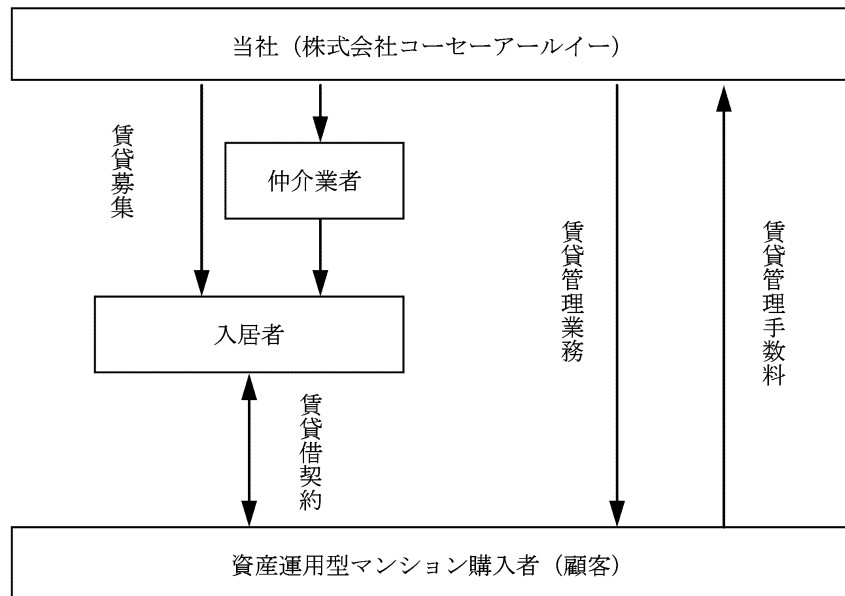 当社（株式会社コーセーアールイー）
賃貸募集
仲介業者
入居者
賃貸借契約
賃貸管理業務
賃貸管理手数料
資産運用型マンション購入者（顧客）